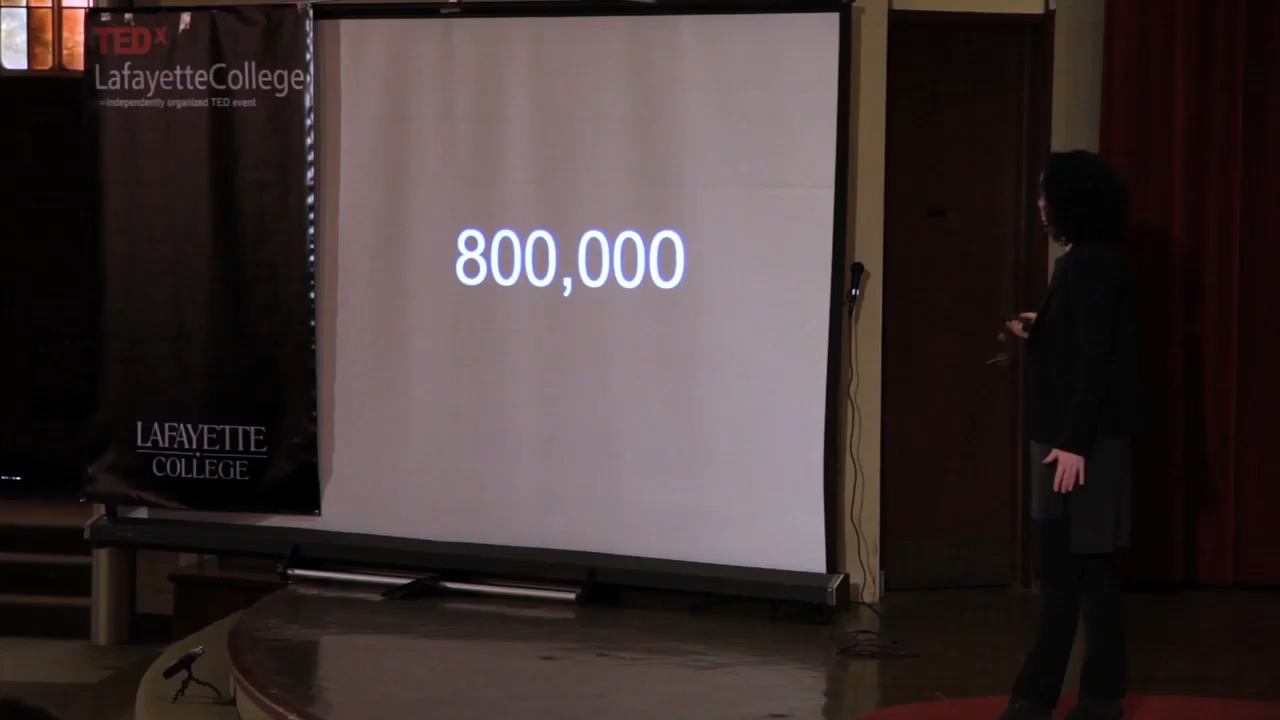 TEDx
LafayetteCollege
=independently organized TED event
LAFAYETTE
COLLEGE
800,000